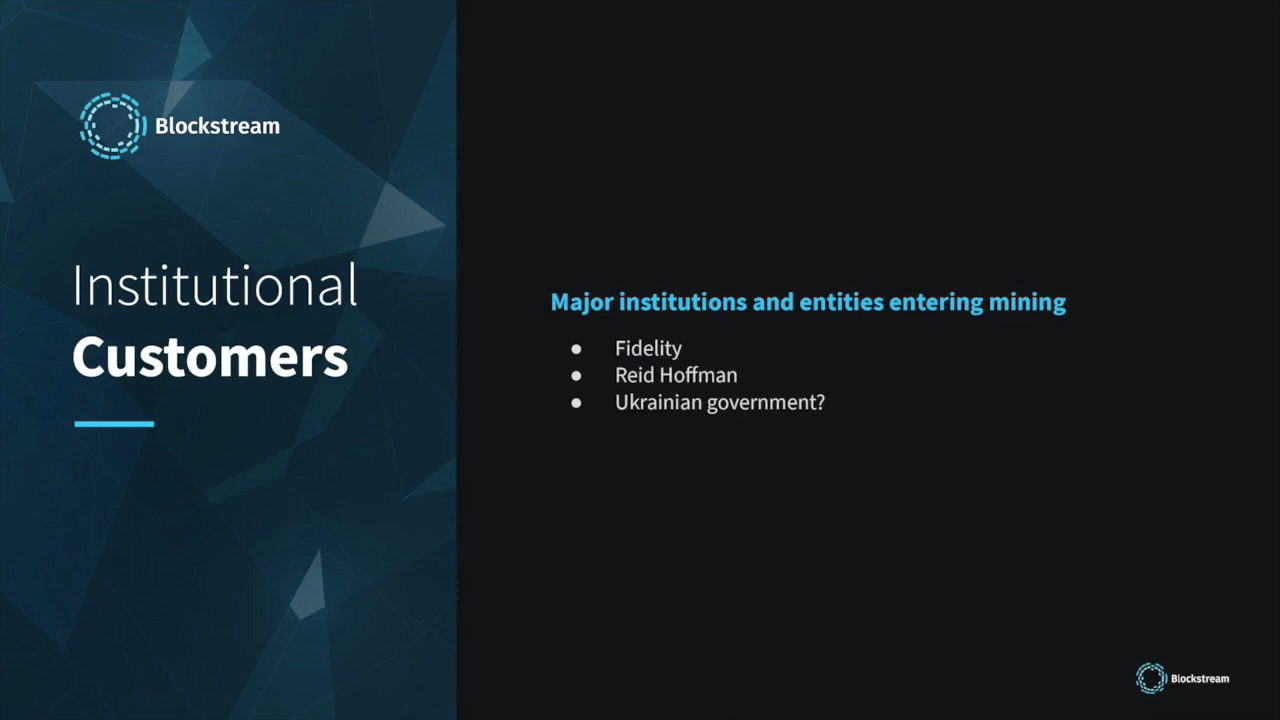 Blockstream
Institutional
Customers
Major institutions and entities entering mining
● Fidelity
● Reid Hoffman
● Ukrainian government?
Blockstream